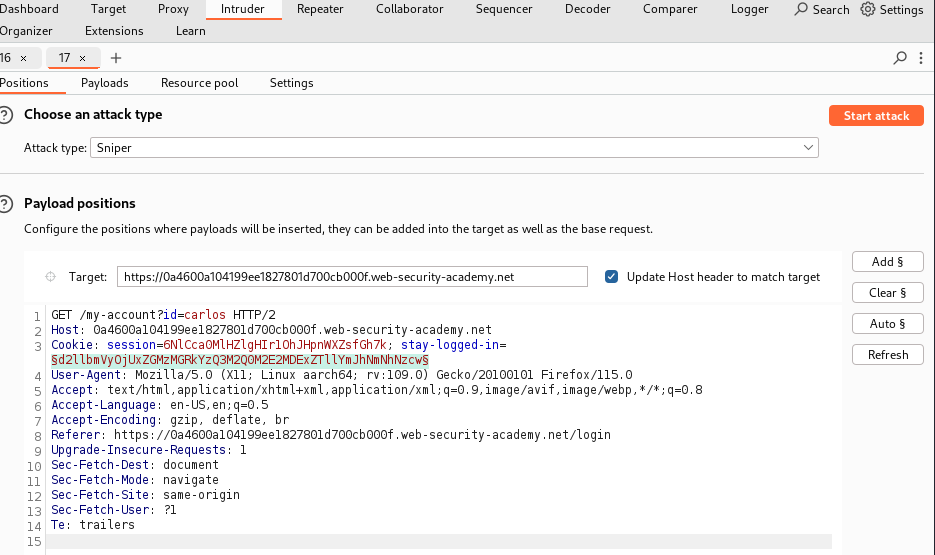 Dashboard Target Proxy Intruder Repeater Collaborator Sequencer Decoder Comparer Logger Search Settings
Organizer Extensions Learn
16 × 17 × +
Positions Payloads Resource pool Settings
? Choose an attack type Start attack
Attack type: Sniper
? Payload positions
Configure the positions where payloads will be inserted, they can be added into the target as well as the base request.
Target: https://0a4600a104199ee1827801d700cb000f.web-security-academy.net Update Host header to match target
Add §
Clear §
Auto §
Refresh
1 GET /my-account?id=carlos HTTP/2
2 Host: 0a4600a104199ee1827801d700cb000f.web-security-academy.net
3 Cookie: session=6NlCca0MlHZlgHIr1OhJHpnWXZsfGh7k; stay-logged-in=
§d2llbmVyOjUxZGMzMGRkYzQ3M2Q0M2E2MDExZTllYmJhNmNhNzcw§
4 User-Agent: Mozilla/5.0 (X11; Linux aarch64; rv:109.0) Gecko/20100101 Firefox/115.0
5 Accept: text/html,application/xhtml+xml,application/xml;q=0.9,image/avif,image/webp,*/*;q=0.8
6 Accept-Language: en-US,en;q=0.5
7 Accept-Encoding: gzip, deflate, br
8 Referer: https://0a4600a104199ee1827801d700cb000f.web-security-academy.net/login
9 Upgrade-Insecure-Requests: 1
10 Sec-Fetch-Dest: document
11 Sec-Fetch-Mode: navigate
12 Sec-Fetch-Site: same-origin
13 Sec-Fetch-User: ?1
14 Te: trailers
15